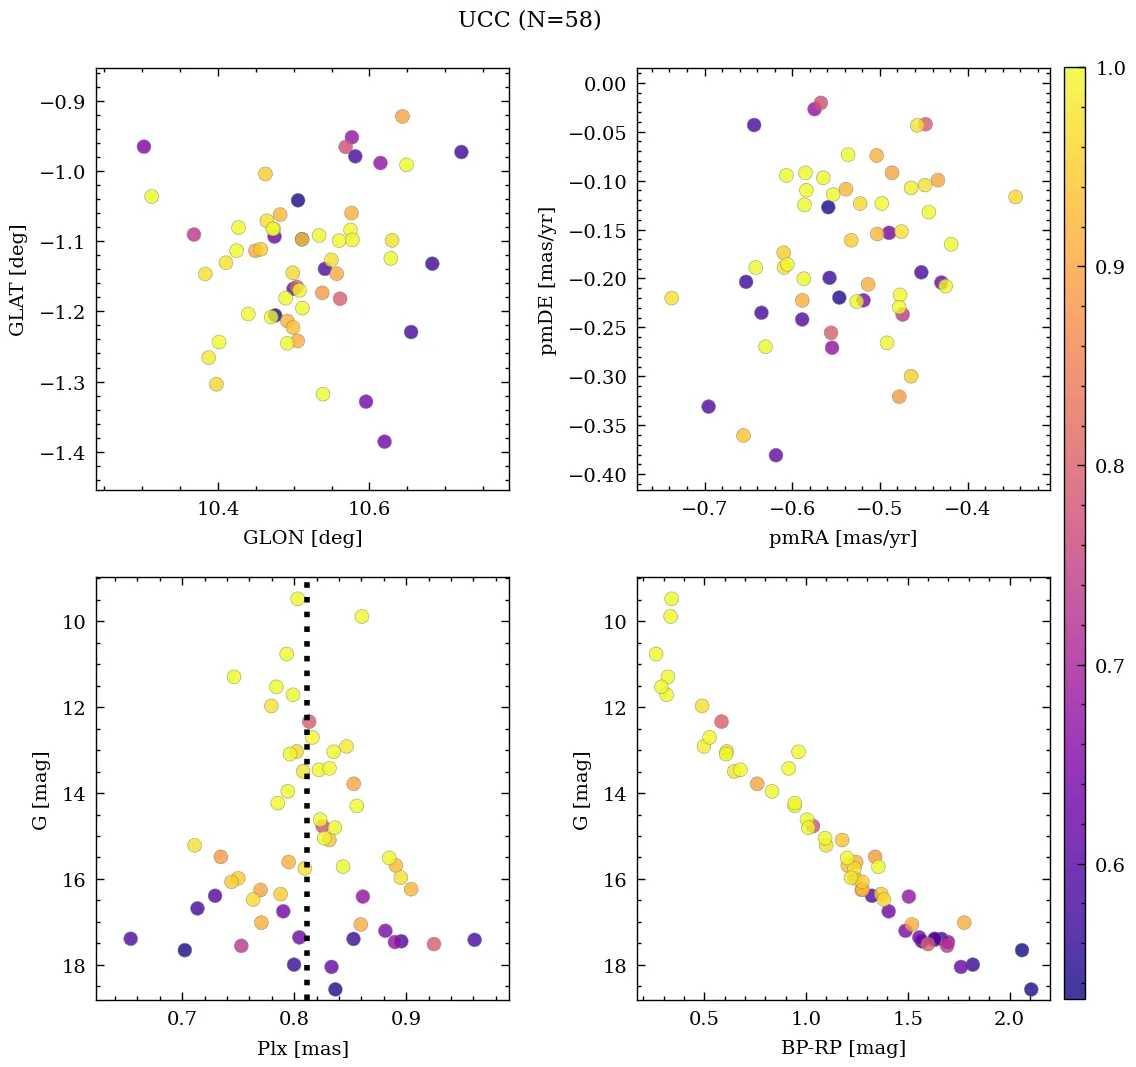 UCC (N=58)
−0.9
−1.0
−1.1
−1.2
−1.3
−1.4
GLAT [deg]
10.4 10.6
GLON [deg]
0.00
−0.05
−0.10
−0.15
−0.20
−0.25
−0.30
−0.35
−0.40
pmDE [mas/yr]
−0.7 −0.6 −0.5 −0.4
pmRA [mas/yr]
1.0
0.9
0.8
0.7
0.6
10
12
14
16
18
G [mag]
0.7 0.8 0.9
Plx [mas]
10
12
14
16
18
G [mag]
0.5 1.0 1.5 2.0
BP-RP [mag]